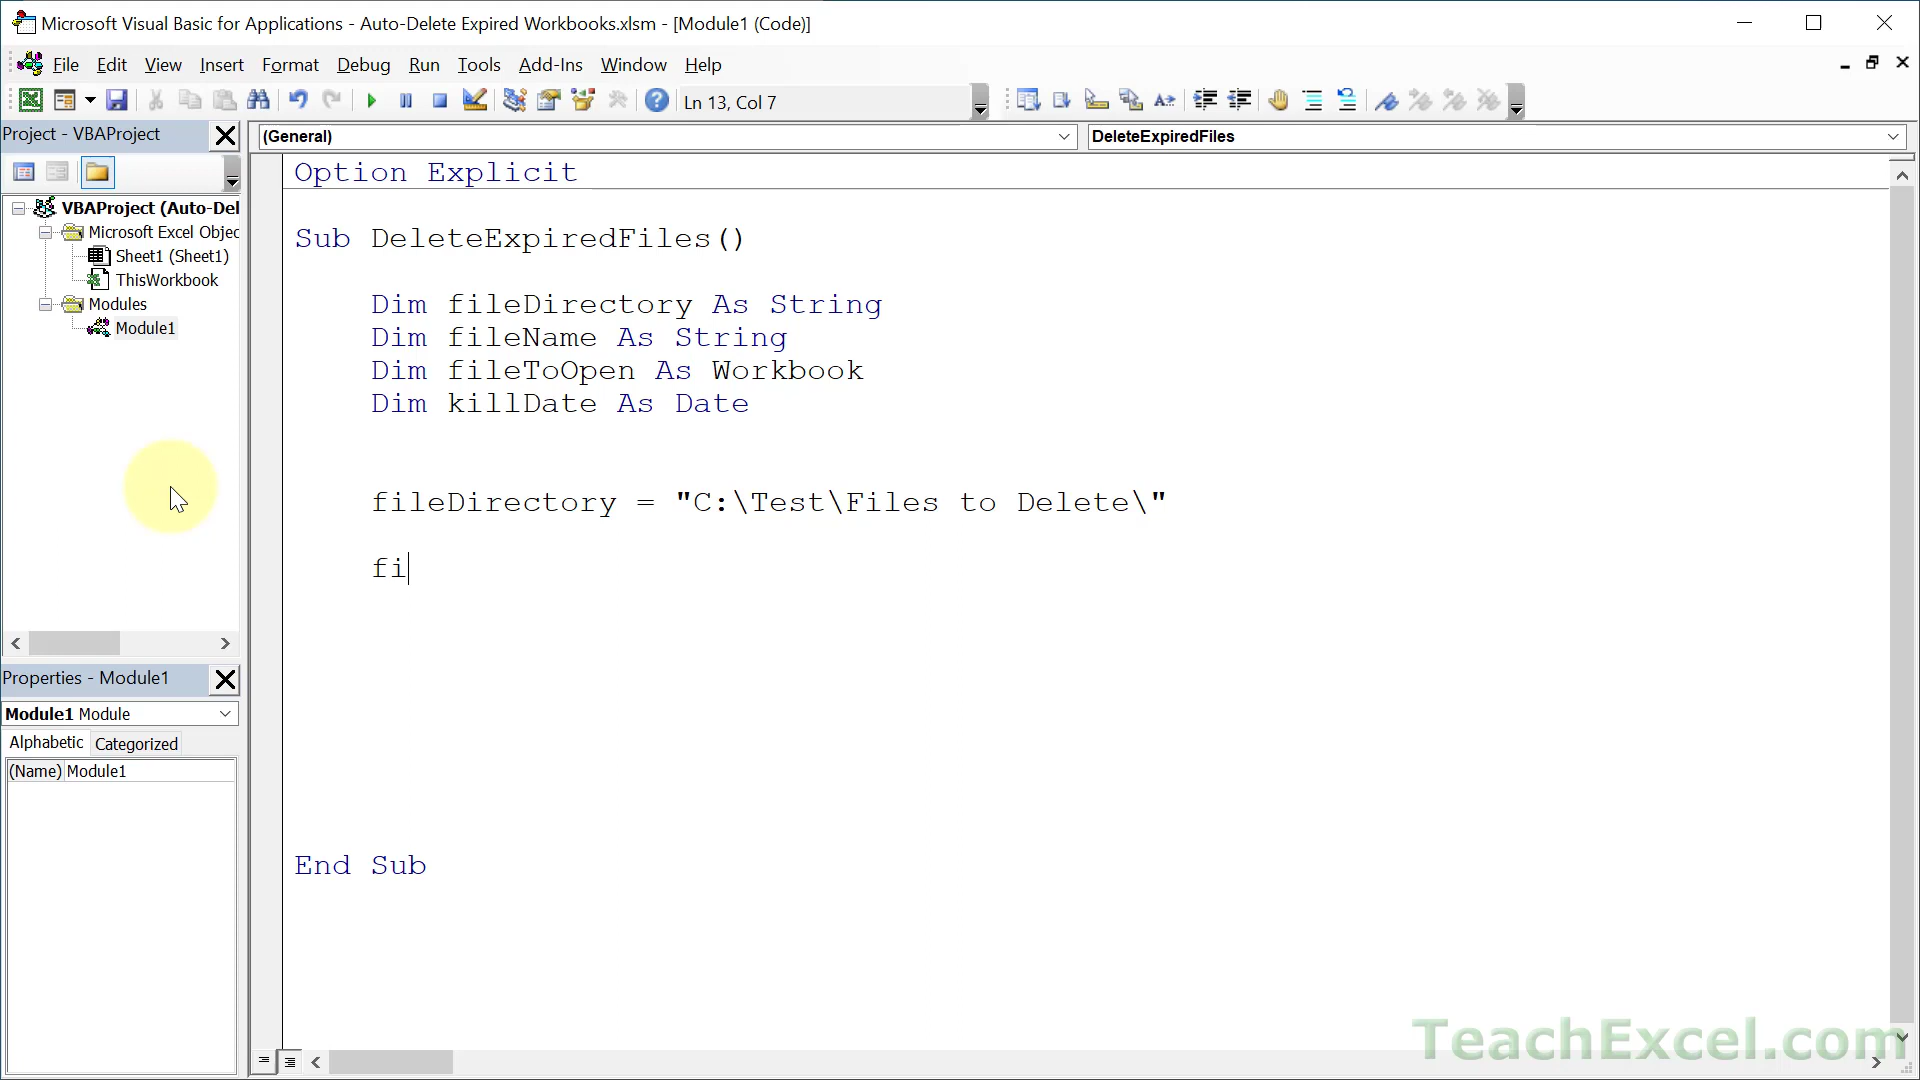 Microsoft Visual Basic for Applications - Auto-Delete Expired Workbooks.xlsm - [Module1 (Code)]
File Edit View Insert Format Debug Run Tools Add-Ins Window Help
Ln 13, Col 7
Project - VBAProject
(General)
DeleteExpiredFiles
VBAProject (Auto-Del
Microsoft Excel Objec
Sheet1 (Sheet1)
ThisWorkbook
Modules
Module1
Properties - Module1
Module1 Module
Alphabetic Categorized
(Name) Module1
Option Explicit
Sub DeleteExpiredFiles()
Dim fileDirectory As String
Dim fileName As String
Dim fileToOpen As Workbook
Dim killDate As Date
fileDirectory = "C:\Test\Files to Delete\"
fi
End Sub
TeachExcel.com